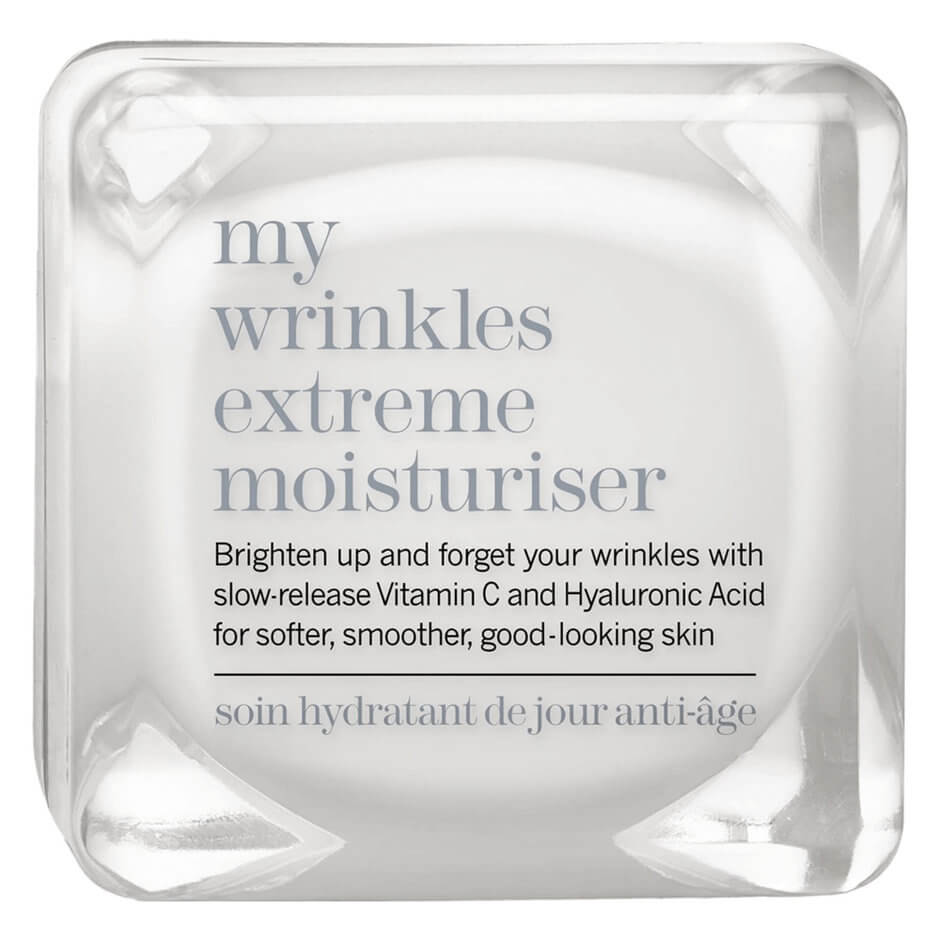 my
wrinkles
extreme
moisturiser
Brighten up and forget your wrinkles with
slow-release Vitamin C and Hyaluronic Acid
for softer, smoother, good-looking skin
soin hydratant de jour anti-âge